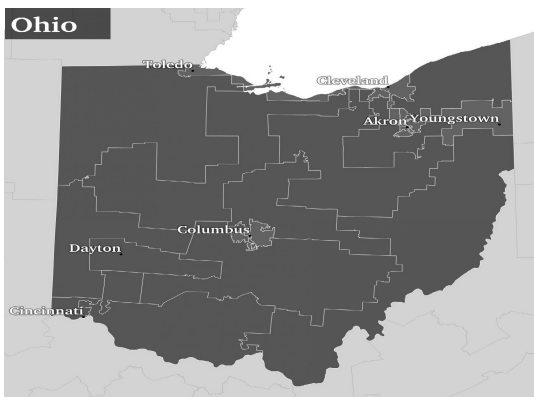 Ohio
Toledo
Cleveland
Akron
Youngstown
Columbus
Dayton
Cincinnati